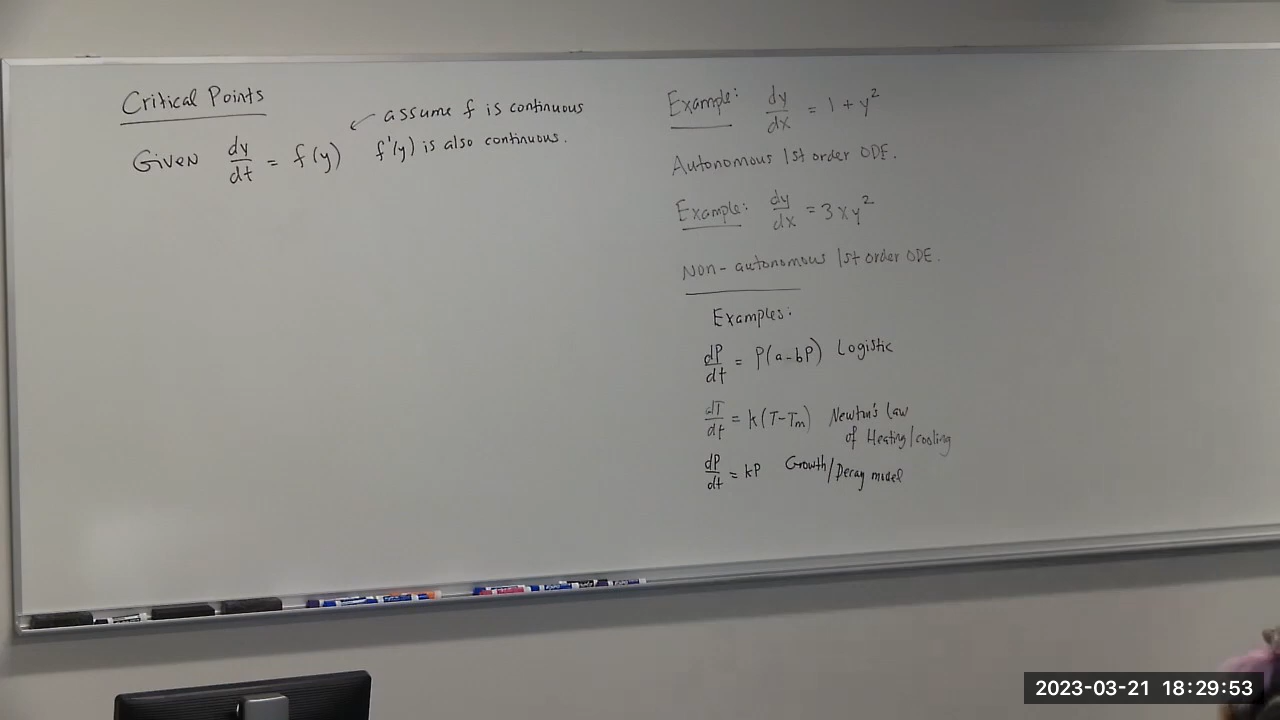 Critical Points
Given dy/dt = f(y)
assume f is continuous
f'(y) is also continuous.
Example: dy/dx = 1 + y²
Autonomous 1st order ODE.
Example: dy/dx = 3xy²
Non-autonomous 1st order ODE.
Examples:
dP/dt = P(a-bP) Logistic
dT/dt = k(T-Tₘ) Newton's Law
of Heating/cooling
dP/dt = kP Growth/Decay model
2023-03-21 18:29:53